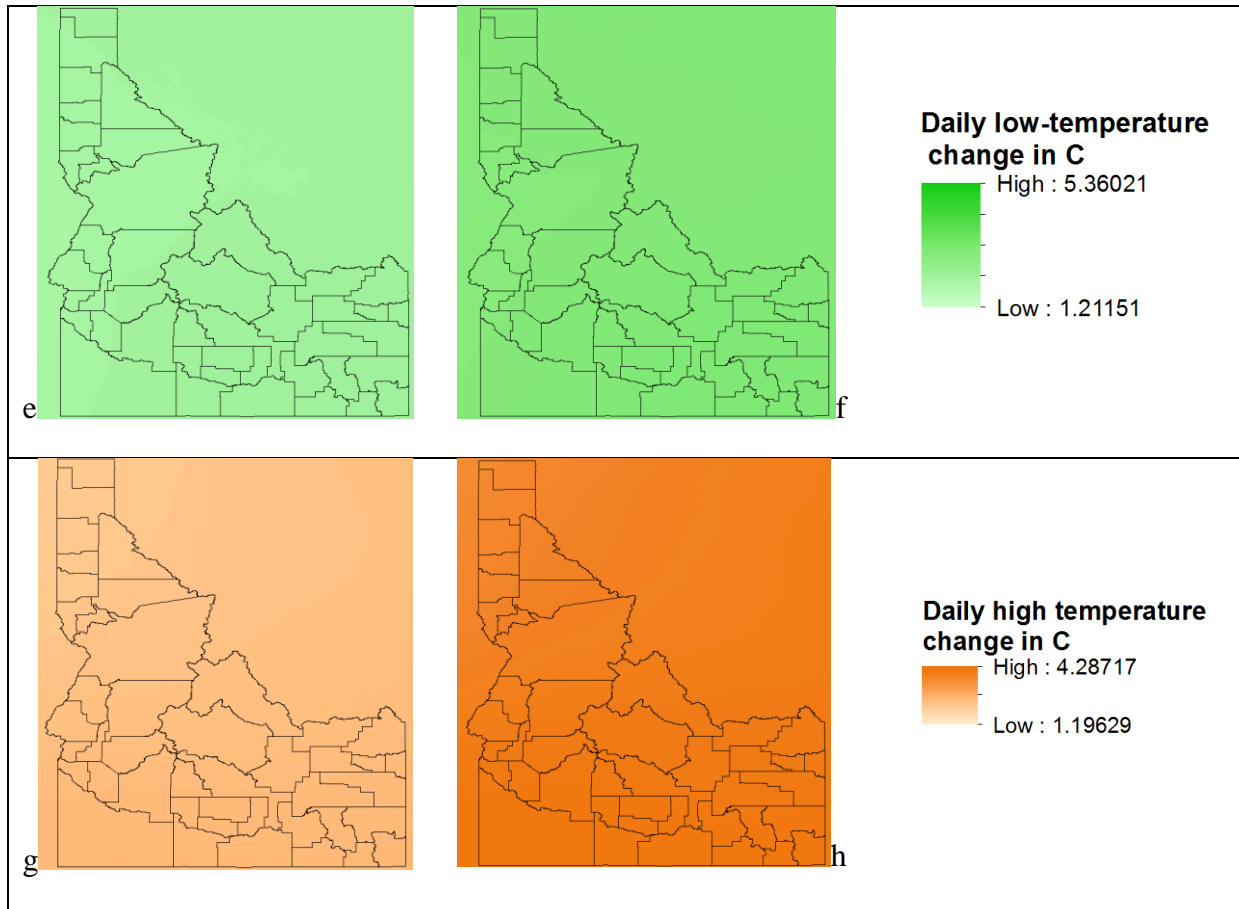 Daily low-temperature
change in C
High : 5.36021
Low : 1.21151
e
f
Daily high temperature
change in C
High : 4.28717
Low : 1.19629
g
h